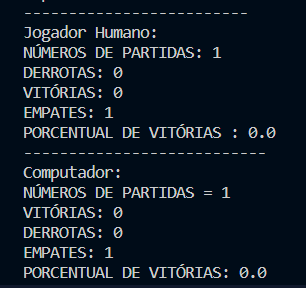 -------------------------
Jogador Humano:
NÚMEROS DE PARTIDAS: 1
DERROTAS: 0
VITÓRIAS: 0
EMPATES: 1
PORCENTUAL DE VITÓRIAS : 0.0
---------------------------
Computador:
NÚMEROS DE PARTIDAS = 1
VITÓRIAS: 0
DERROTAS: 0
EMPATES: 1
PORCENTUAL DE VITÓRIAS: 0.0